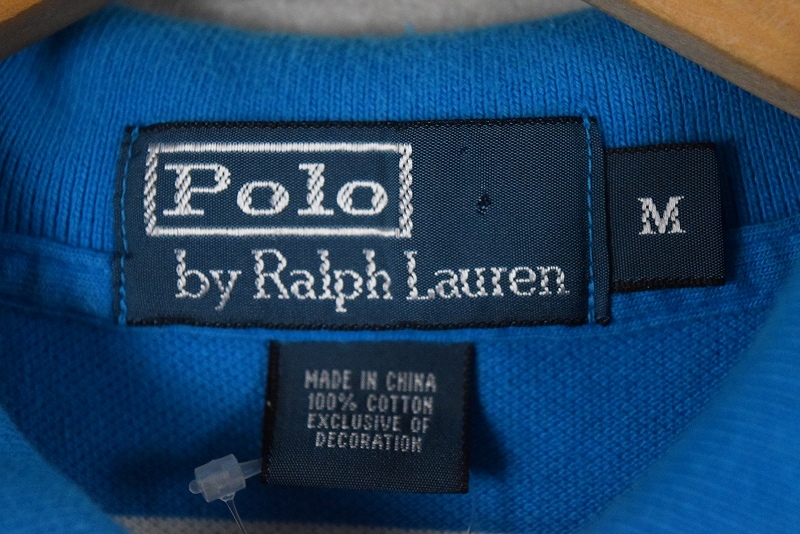 Polo
by Ralph Lauren
M
MADE IN CHINA
100% COTTON
EXCLUSIVE OF
DECORATION